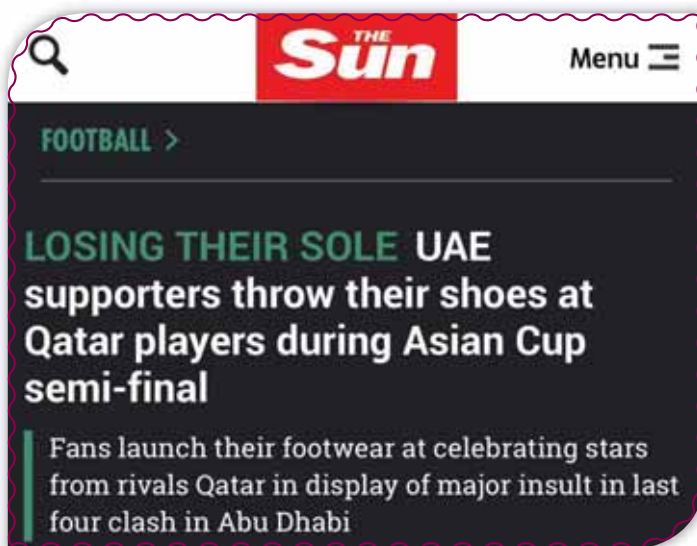 THE
Sun
Menu
FOOTBALL >
LOSING THEIR SOLE UAE
supporters throw their shoes at
Qatar players during Asian Cup
semi-final
Fans launch their footwear at celebrating stars
from rivals Qatar in display of major insult in last
four clash in Abu Dhabi